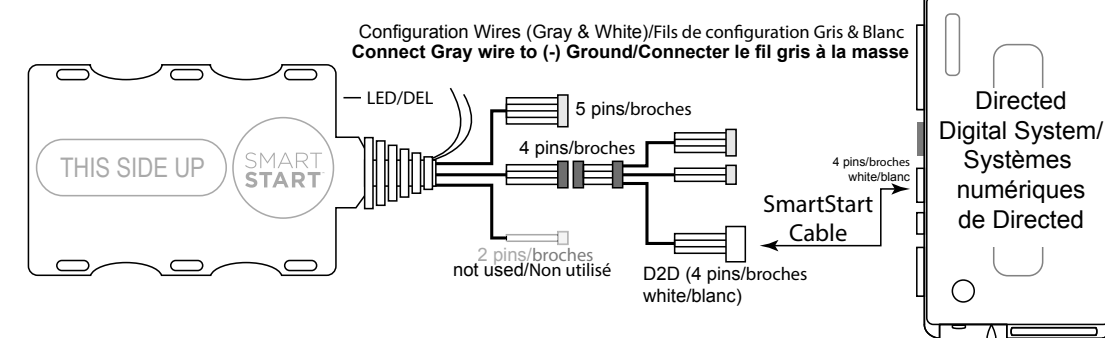 Configuration Wires (Gray & White)/Fils de configuration Gris & Blanc
Connect Gray wire to (-) Ground/Connecter le fil gris à la masse
LED/DEL
5 pins/broches
4 pins/broches
THIS SIDE UP
SMART
START
2 pins/broches
not used/Non utilisé
D2D (4 pins/broches
white/blanc)
SmartStart
Cable
4 pins/broches
white/blanc
Directed
Digital System/
Systèmes
numériques
de Directed